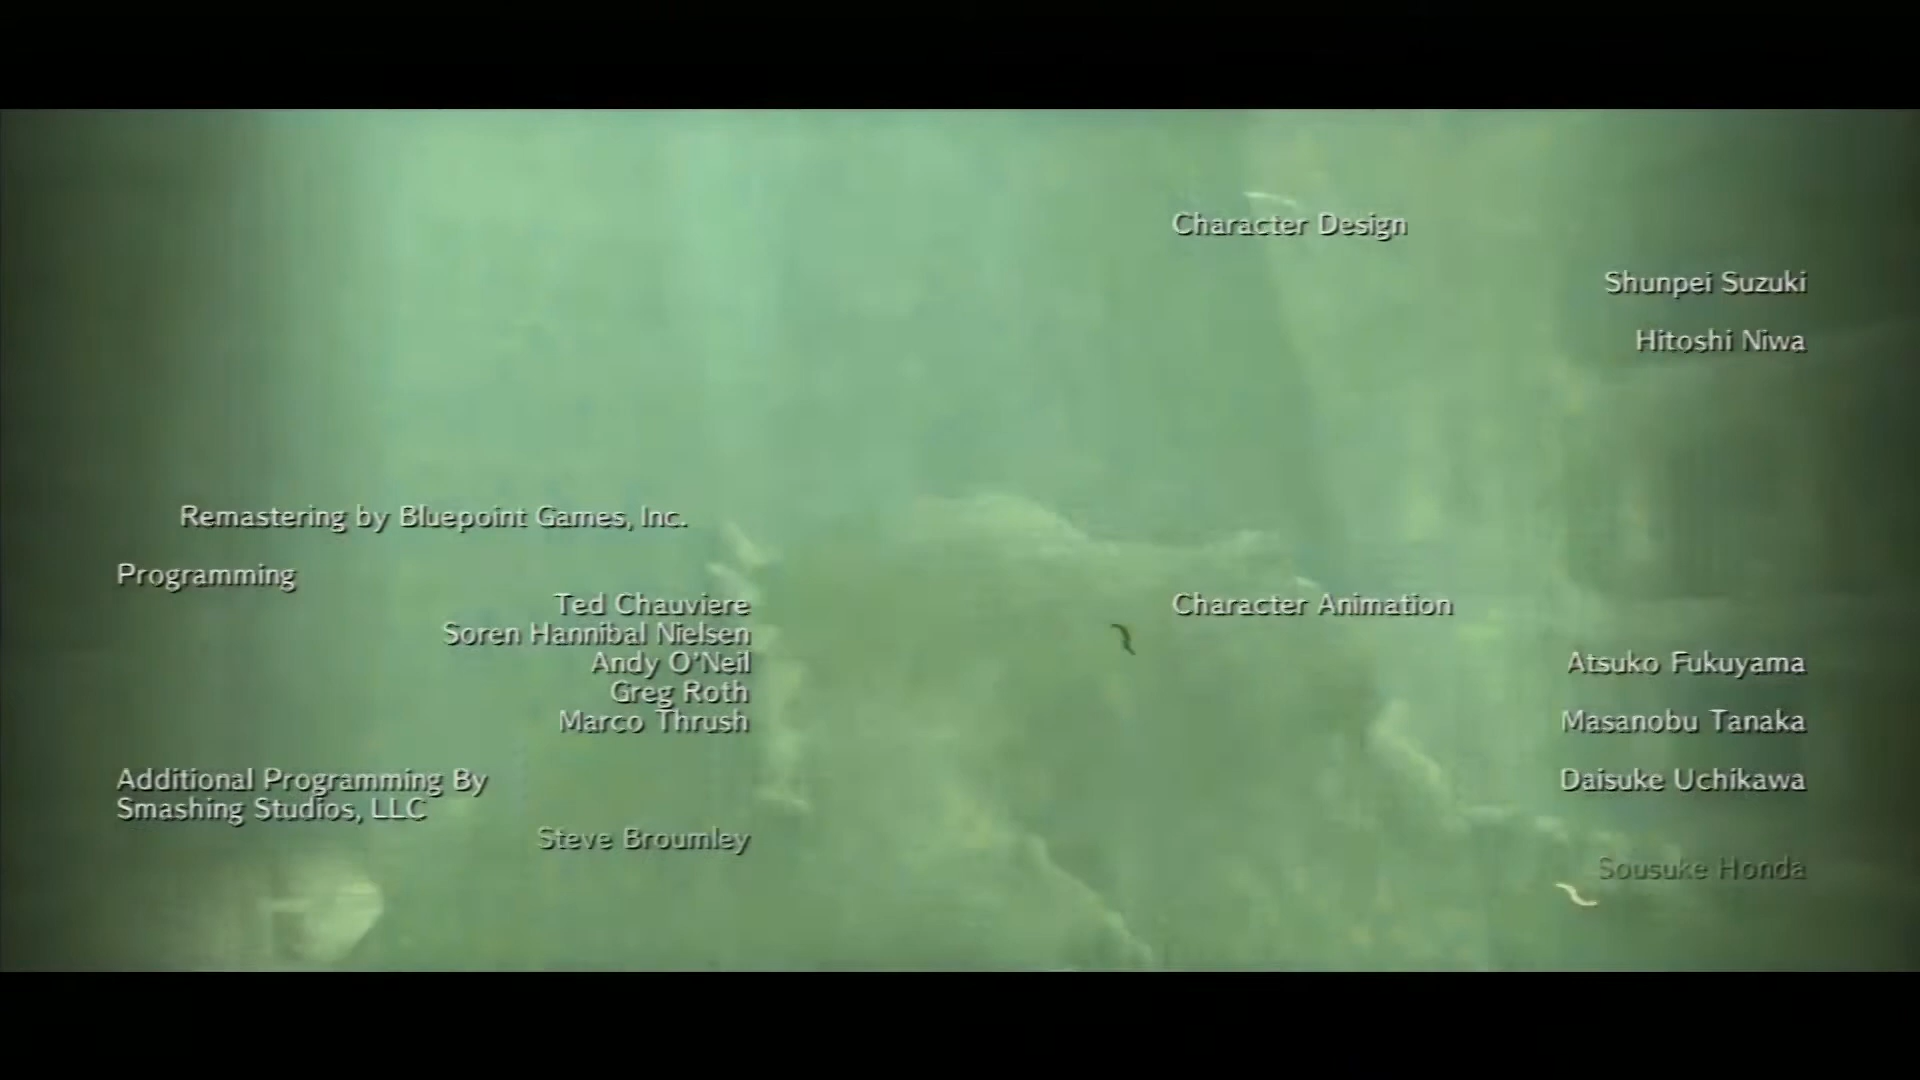 Remastering by Bluepoint Games, Inc.
Programming
Ted Chauviere
Soren Hannibal Nielsen
Andy O'Neil
Greg Roth
Marco Thrush
Additional Programming By
Smashing Studios, LLC
Steve Broumley
Character Design
Shunpei Suzuki
Hitoshi Niwa
Character Animation
Atsuko Fukuyama
Masanobu Tanaka
Daisuke Uchikawa
Sousuke Honda